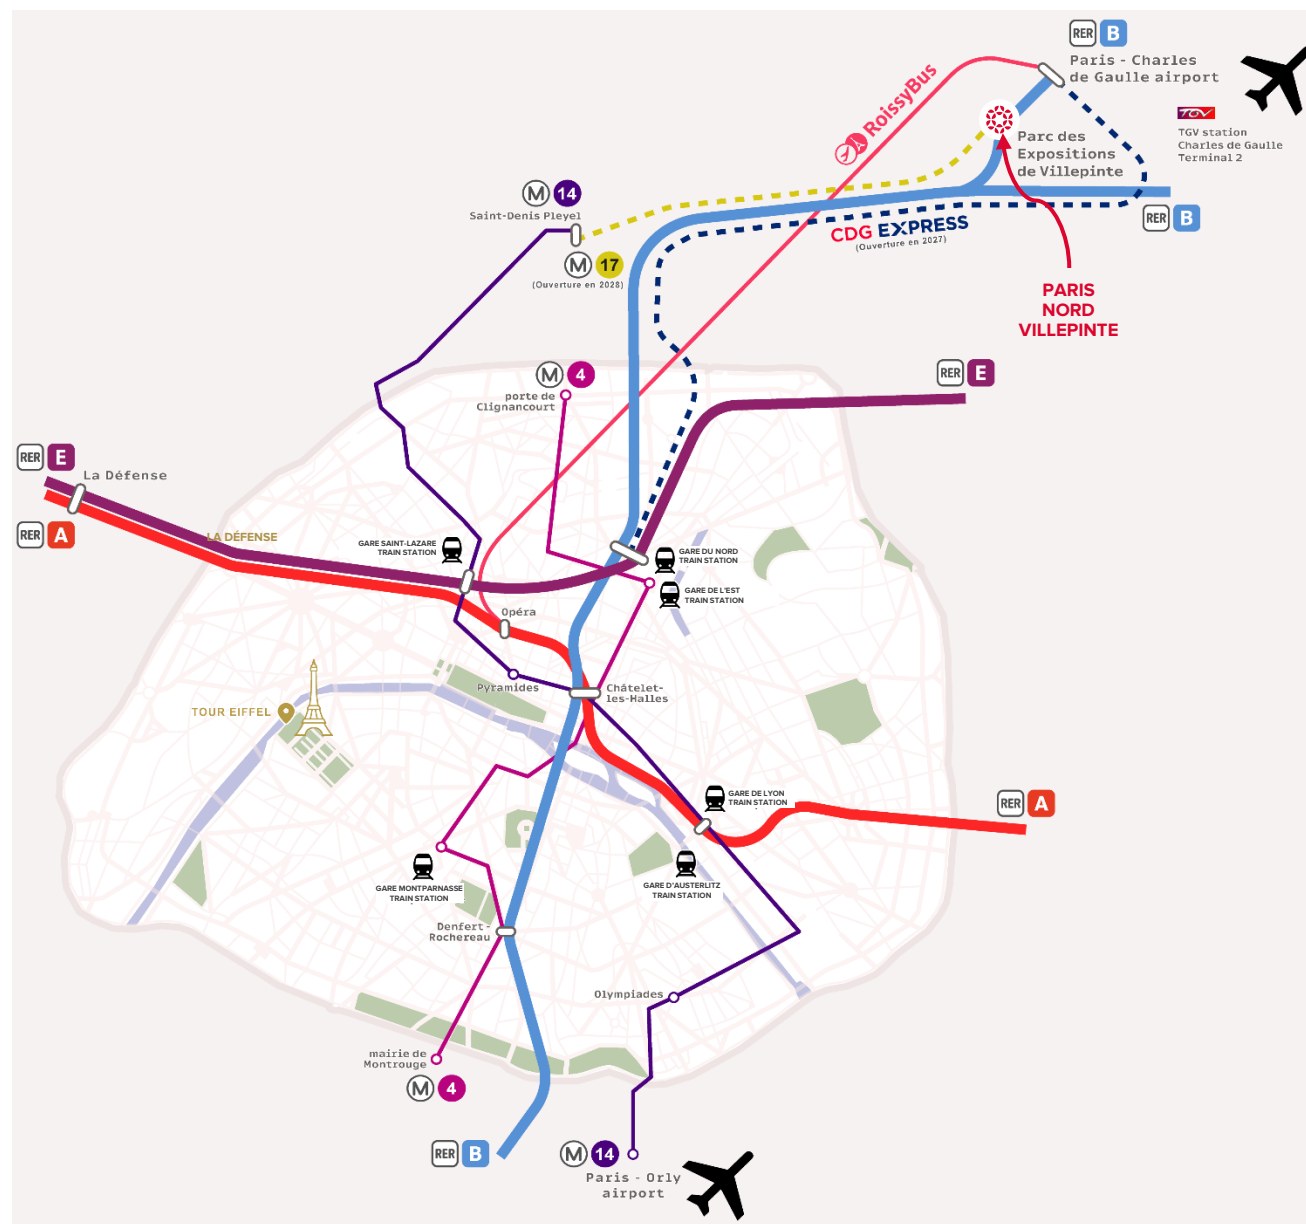 RER B
Paris - Charles
de Gaulle airport
RoissyBus
TGV
TGV station
Charles de Gaulle
Terminal 2
Parc des
Expositions
de Villepinte
M 14
Saint-Denis Pleyel
M 17
(Ouverture en 2028)
RER B
CDG EXPRESS
(Ouverture en 2027)
PARIS
NORD
VILLEPINTE
M 4
porte de
Clignancourt
RER E
RER E
La Défense
RER A
LA DÉFENSE
GARE SAINT-LAZARE
TRAIN STATION
GARE DU NORD
TRAIN STATION
GARE DE L'EST
TRAIN STATION
Opéra
Pyramides
Châtelet-
les-Halles
TOUR EIFFEL
GARE DE LYON
TRAIN STATION
RER A
GARE MONTPARNASSE
TRAIN STATION
GARE D'AUSTERLITZ
TRAIN STATION
Denfert-
Rochereau
Olympiades
mairie de
Montrouge
M 4
RER B
M 14
Paris - Orly
airport